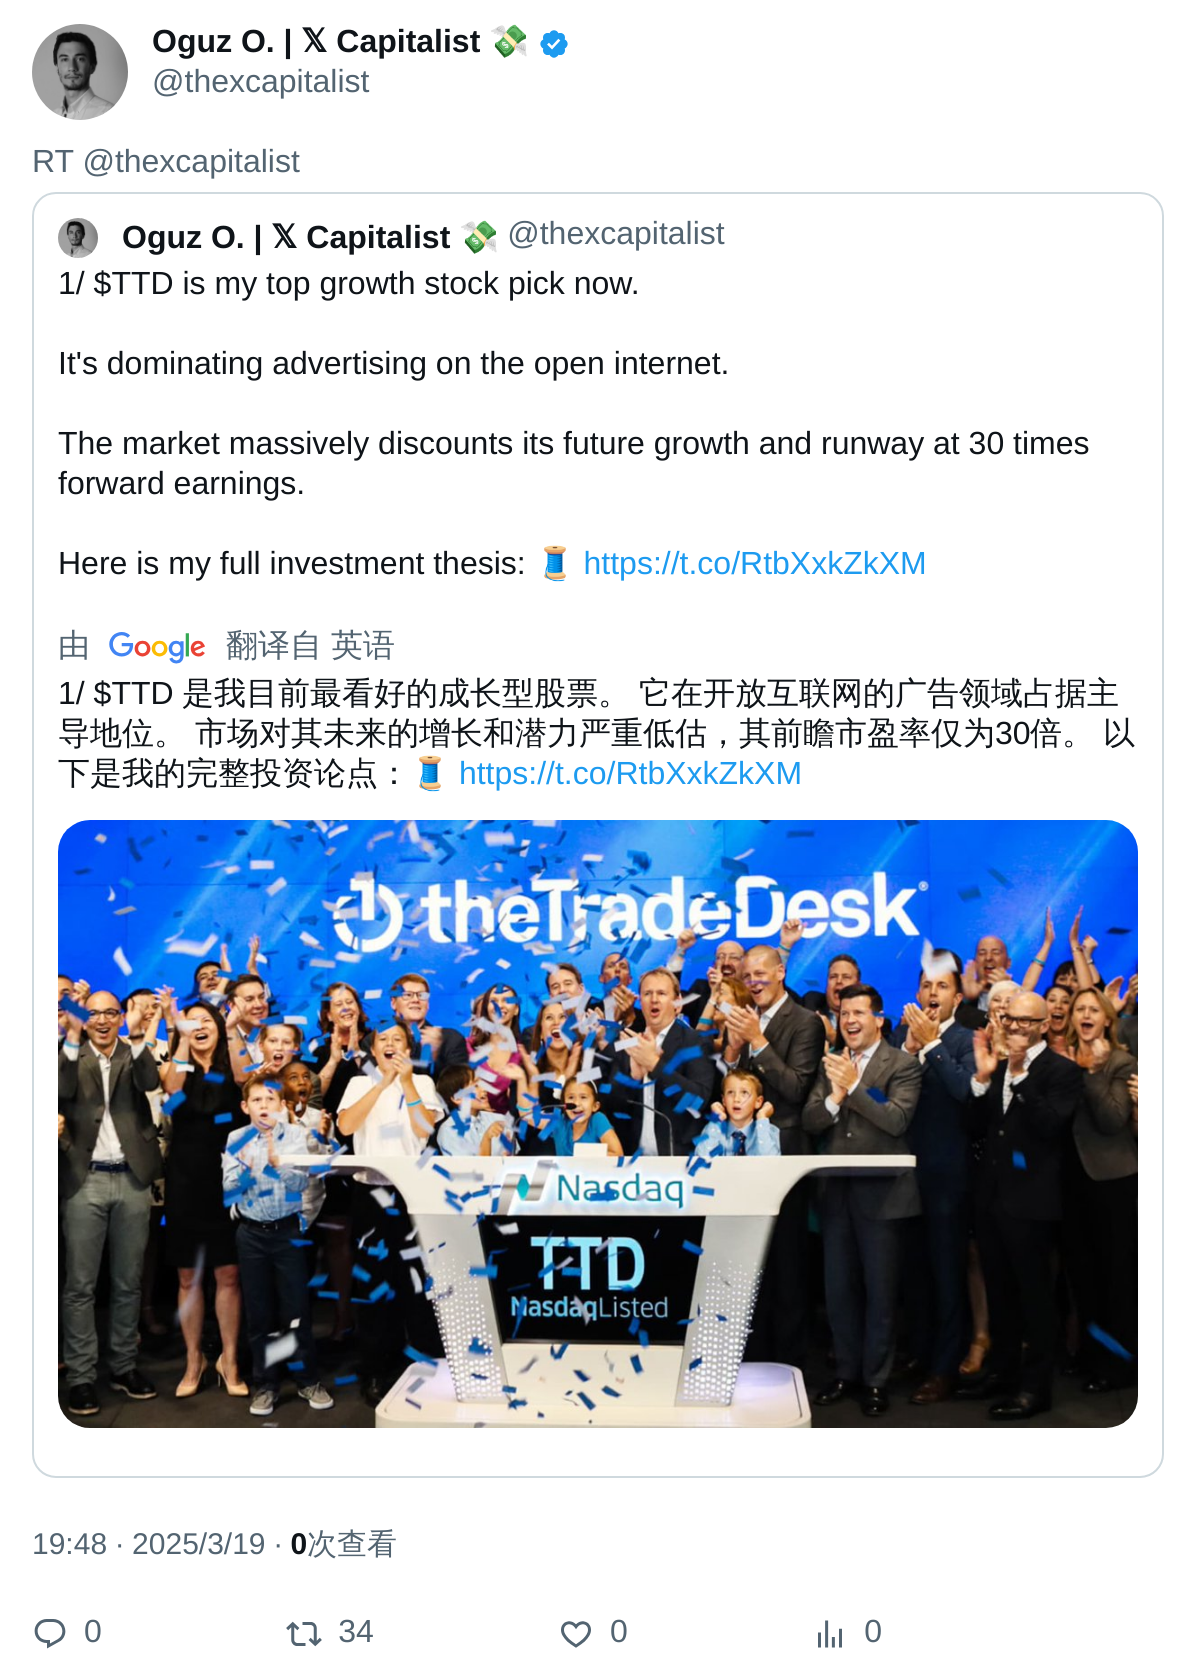 Oguz O. | 𝕏 Capitalist 💸
@thexcapitalist
RT @thexcapitalist
Oguz O. | 𝕏 Capitalist 💸 @thexcapitalist
1/ $TTD is my top growth stock pick now.
It's dominating advertising on the open internet.
The market massively discounts its future growth and runway at 30 times
forward earnings.
Here is my full investment thesis: 🧵 https://t.co/RtbXxkZkXM
由 Google 翻译自 英语
1/ $TTD 是我目前最看好的成长型股票。 它在开放互联网的广告领域占据主
导地位。 市场对其未来的增长和潜力严重低估，其前瞻市盈率仅为30倍。 以
下是我的完整投资论点：🧵 https://t.co/RtbXxkZkXM
theTradeDesk
Nasdaq
TTD
NasdaqListed
19:48 · 2025/3/19 · 0次查看
0 34 0 0